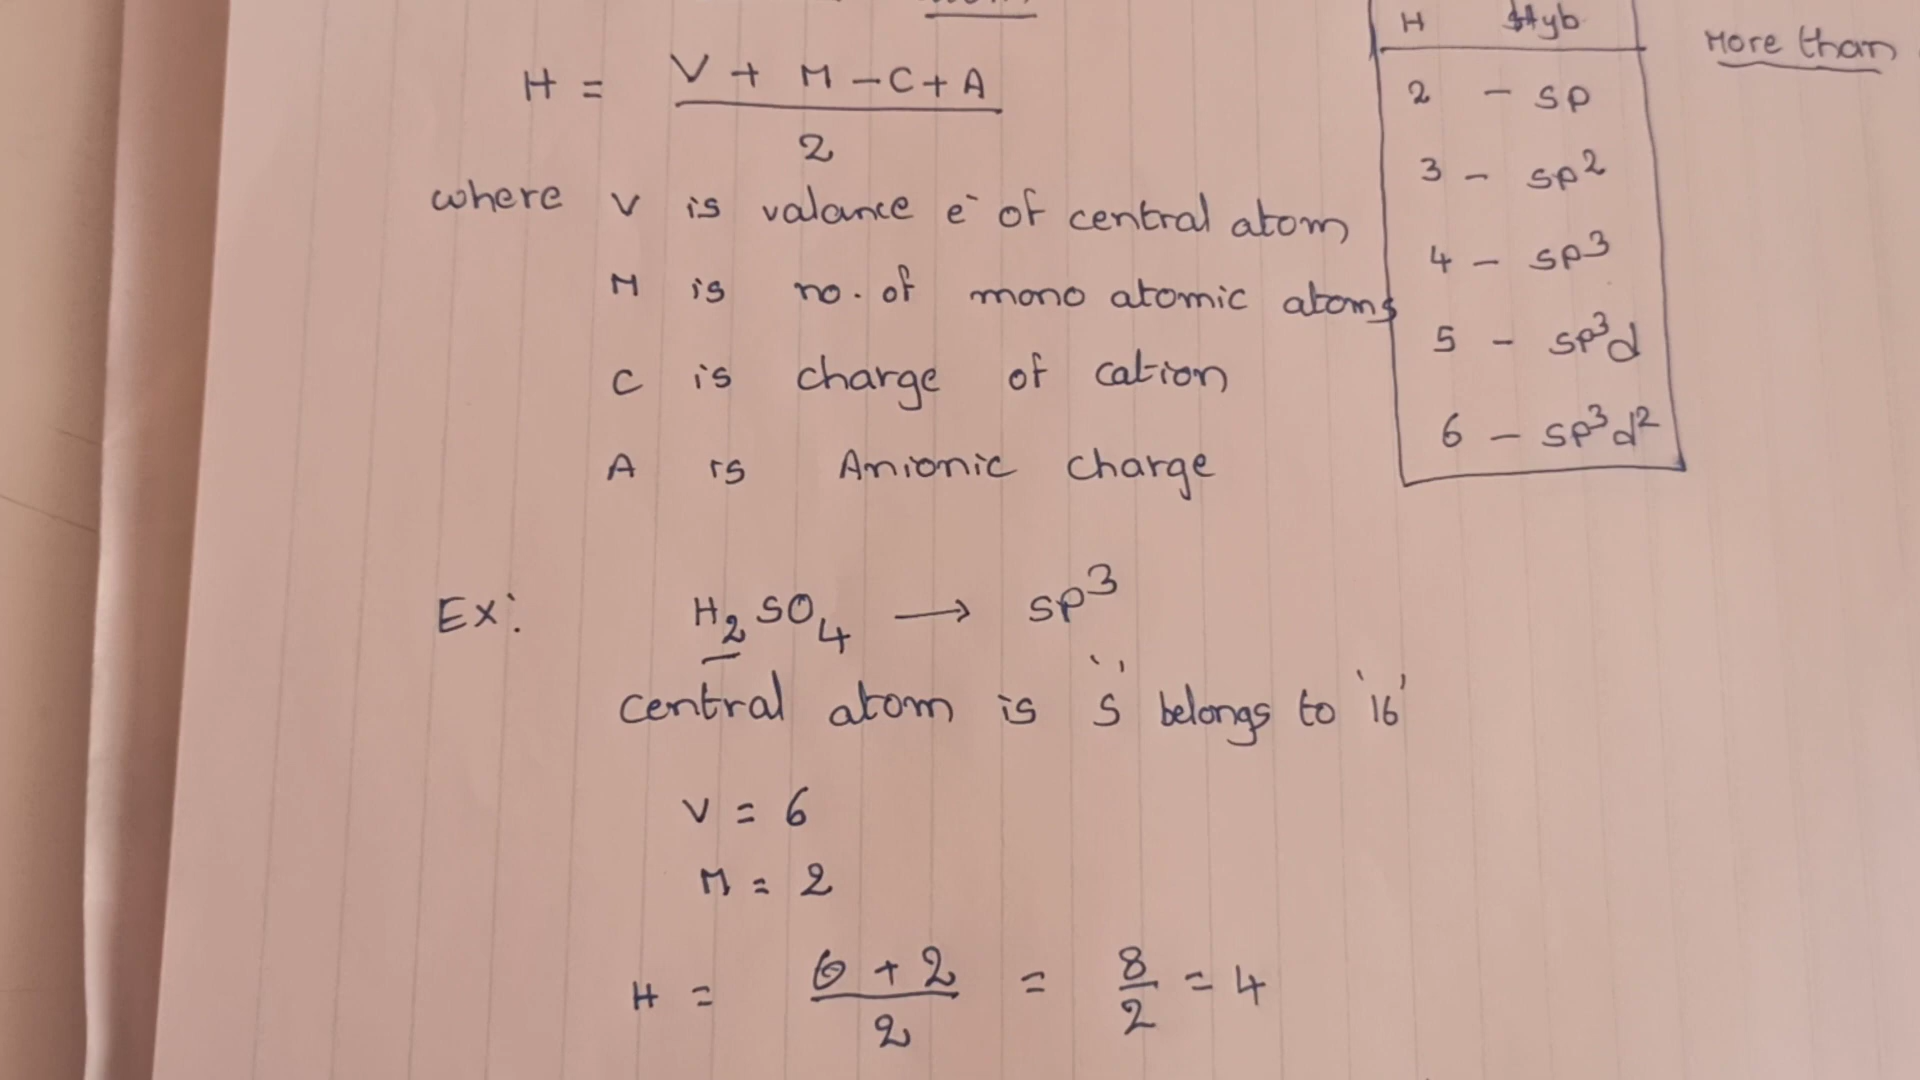 H = V + M - C + A
2
where V is valance e⁻ of central atom
M is no. of mono atomic atoms
C is charge of cation
A is Anionic charge
H Hyb
2 - sp
3 - sp²
4 - sp³
5 - sp³d
6 - sp³d²
More than
Ex: H₂SO₄ → sp³
central atom is 'S' belongs to '16'
V = 6
M = 2
H = 6 + 2 = 8 = 4
2 2